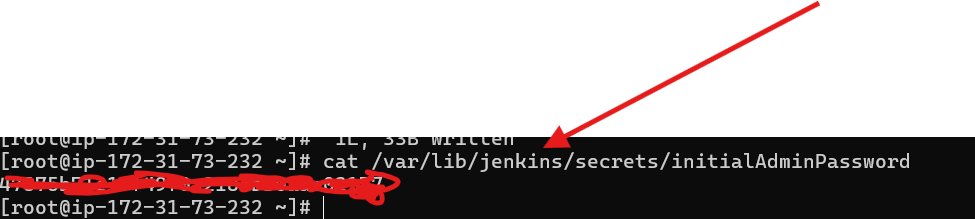 [root@ip-172-31-73-232 ~]# 1L, 33B written
[root@ip-172-31-73-232 ~]# cat /var/lib/jenkins/secrets/initialAdminPassword
[root@ip-172-31-73-232 ~]#